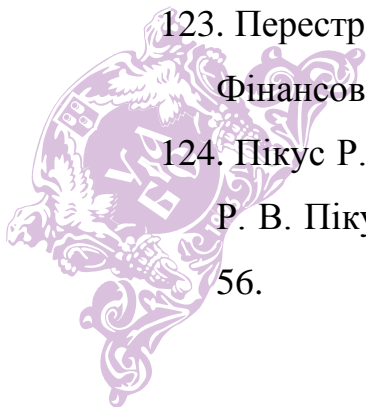 123. Перестр
Фінансов
124. Пікус Р.
Р. В. Піку
56.